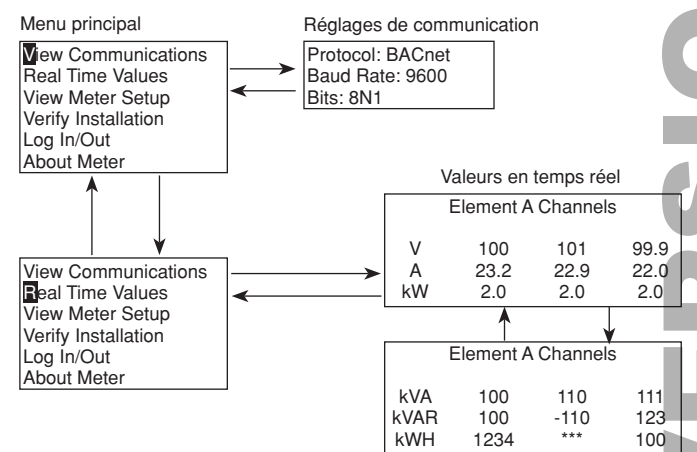 Menu principal
View Communications
Real Time Values
View Meter Setup
Verify Installation
Log In/Out
About Meter
Réglages de communication
Protocol: BACnet
Baud Rate: 9600
Bits: 8N1
View Communications
Real Time Values
View Meter Setup
Verify Installation
Log In/Out
About Meter
Valeurs en temps réel
Element A Channels
V 100 101 99.9
A 23.2 22.9 22.0
kW 2.0 2.0 2.0
Element A Channels
kVA 100 110 111
kVAR 100 -110 123
kWH 1234 *** 100